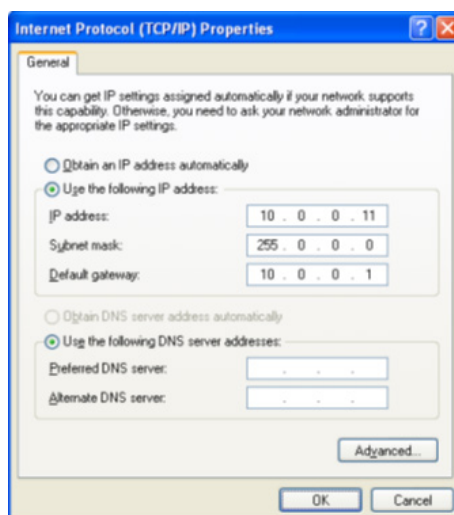 Internet Protocol (TCP/IP) Properties
General
You can get IP settings assigned automatically if your network supports
this capability. Otherwise, you need to ask your network administrator for
the appropriate IP settings.
Obtain an IP address automatically
Use the following IP address:
IP address: 10 . 0 . 0 . 11
Subnet mask: 255 . 0 . 0 . 0
Default gateway: 10 . 0 . 0 . 1
Obtain DNS server address automatically
Use the following DNS server addresses:
Preferred DNS server: . . .
Alternate DNS server: . . .
Advanced...
OK Cancel